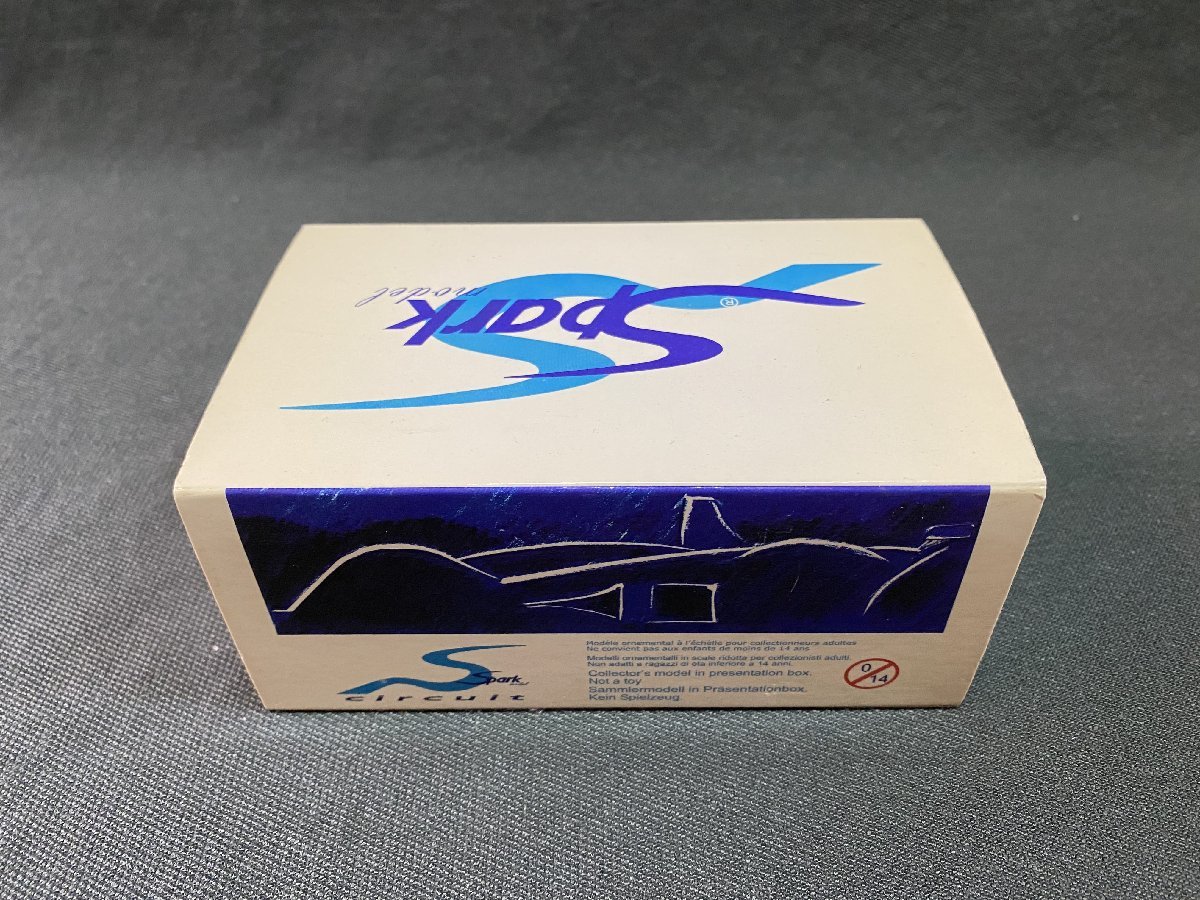 Spark
model
®
Spark
circuit
Modèle ornemental à l'échelle pour collectionneurs adultes
Ne convient pas aux enfants de moins de 14 ans
Modelli ornamentali in scale ridotta per collezionisti adulti.
Non adatti a ragazzi di eta inferiore a 14 anni.
Collector's model in presentation box.
Not a toy
Sammlermodell in Präsentationbox.
Kein Spielzeug.
0
14